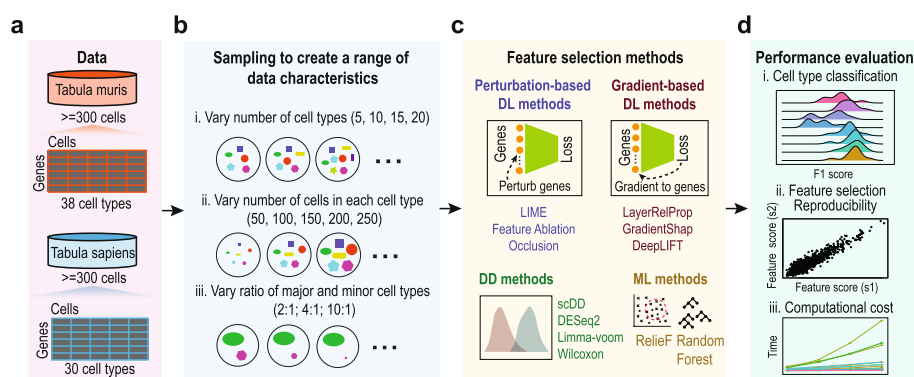 a
Data
Tabula muris
>=300 cells
Cells
Genes
38 cell types
Tabula sapiens
>=300 cells
Cells
Genes
30 cell types
b
Sampling to create a range of
data characteristics
i. Vary number of cell types (5, 10, 15, 20)
...
ii. Vary number of cells in each cell type
(50, 100, 150, 200, 250)
...
iii. Vary ratio of major and minor cell types
(2:1; 4:1; 10:1)
...
c
Feature selection methods
Perturbation-based
DL methods
Genes
Loss
Perturb genes
LIME
Feature Ablation
Occlusion
Gradient-based
DL methods
Genes
Loss
Gradient to genes
LayerRelProp
GradientShap
DeepLIFT
DD methods
scDD
DESeq2
Limma-voom
Wilcoxon
ML methods
RelieF
Random
Forest
d
Performance evaluation
i. Cell type classification
F1 score
ii. Feature selection
Reproducibility
Feature score (s2)
Feature score (s1)
iii. Computational cost
Time